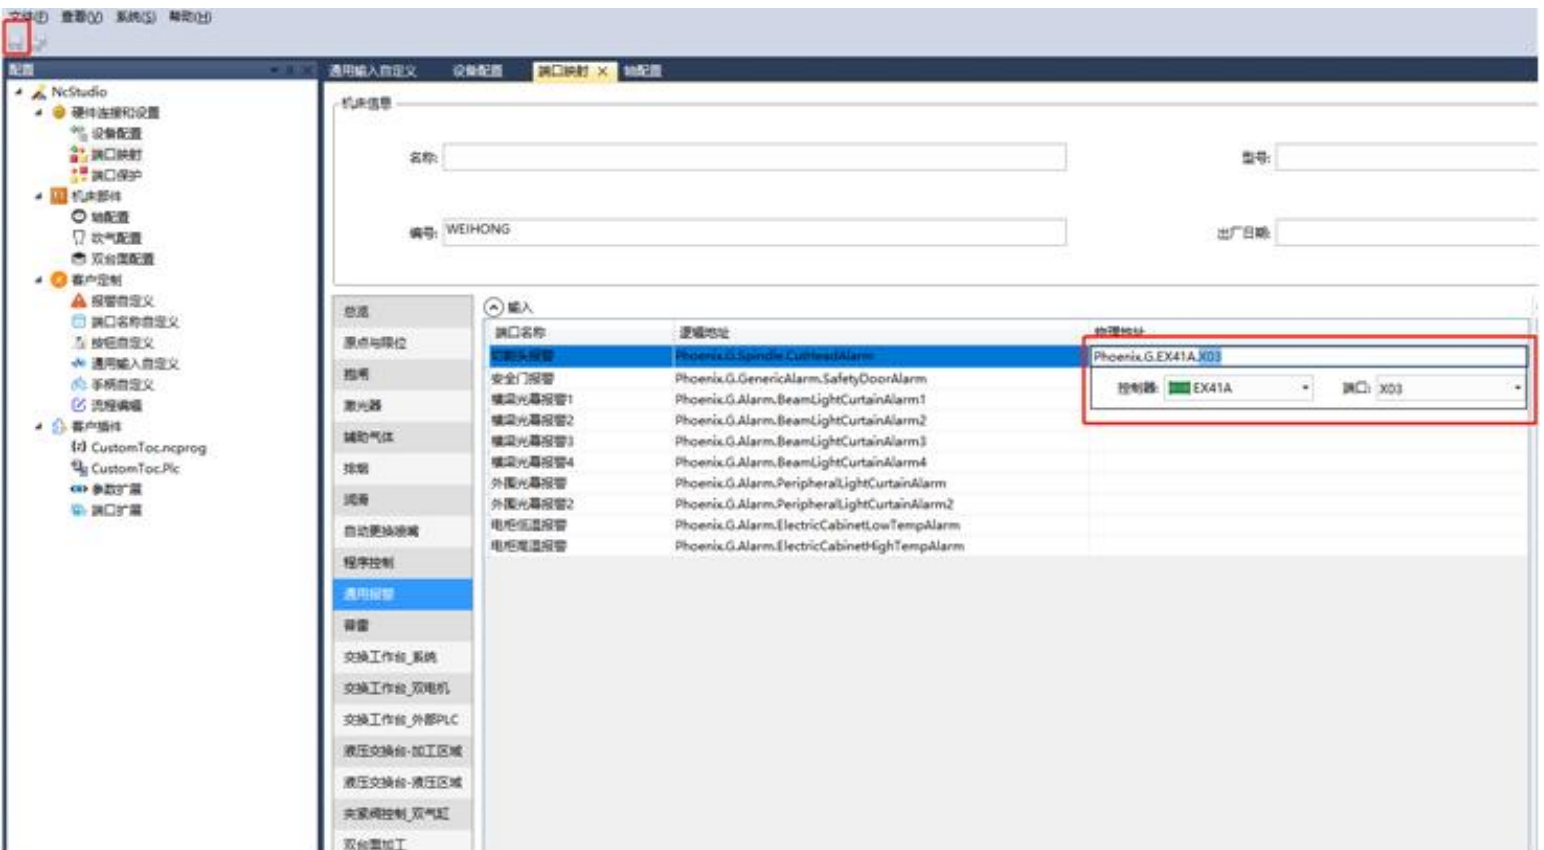 文件(F) 查看(V) 系统(S) 帮助(H)
配置
通用输入自定义 设备配置 端口映射 轴配置
NcStudio
硬件连接和设置
设备配置
端口映射
端口保护
机床部件
轴配置
吹气配置
双台面配置
客户定制
报警自定义
端口名称自定义
按钮自定义
通用输入自定义
手柄自定义
流程编辑
客户插件
CustomToc.ncprog
CustomToc.Plc
参数扩展
端口扩展
机床信息
名称: 型号:
编号: WEIHONG 出厂日期:
总览
原点与限位
抱闸
激光器
辅助气体
排烟
润滑
自动更换喷嘴
程序控制
通用报警
交换工作台_系统
交换工作台_双电机
交换工作台_外部PLC
液压交换台-加工区域
液压交换台-液压区域
夹紧阀控制_双气缸
双台面加工
输入
端口名称 逻辑地址 物理地址
切割头报警 Phoenix.G.Spindle.CutHeadAlarm Phoenix.G.EX41A.X03
控制器: EX41A 端口: X03
安全门报警 Phoenix.G.GenericAlarm.SafetyDoorAlarm
横梁光幕报警1 Phoenix.G.Alarm.BeamLightCurtainAlarm1
横梁光幕报警2 Phoenix.G.Alarm.BeamLightCurtainAlarm2
横梁光幕报警3 Phoenix.G.Alarm.BeamLightCurtainAlarm3
横梁光幕报警4 Phoenix.G.Alarm.BeamLightCurtainAlarm4
外围光幕报警 Phoenix.G.Alarm.PeripheralLightCurtainAlarm
外围光幕报警2 Phoenix.G.Alarm.PeripheralLightCurtainAlarm2
电柜低温报警 Phoenix.G.Alarm.ElectricCabinetLowTempAlarm
电柜高温报警 Phoenix.G.Alarm.ElectricCabinetHighTempAlarm